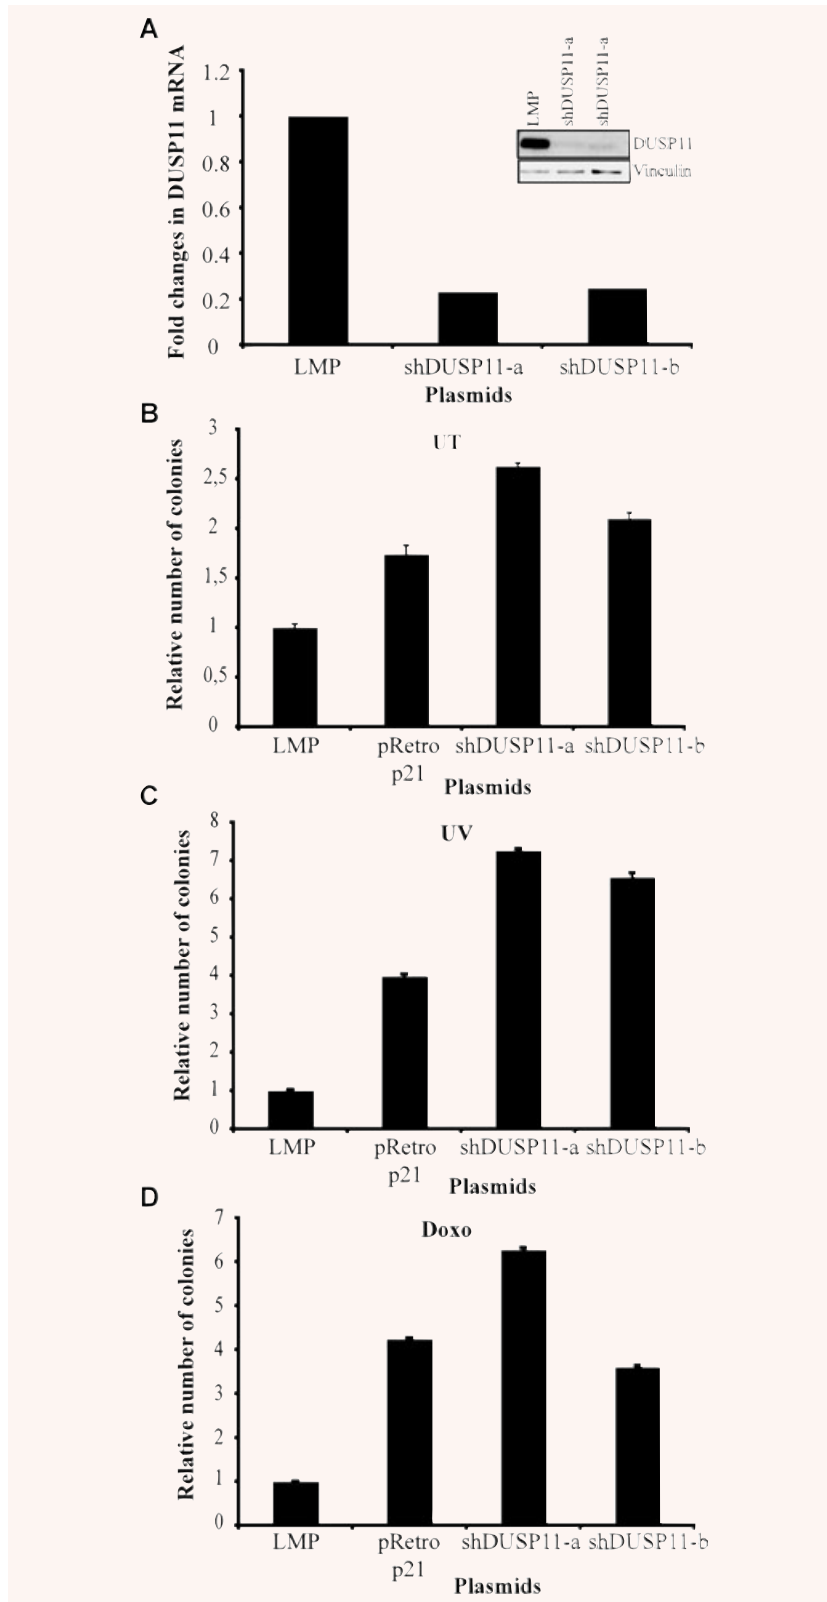 A
Fold changes in DUSP11 mRNA
1.2
1
0.8
0.6
0.4
0.2
0
LMP
shDUSP11-a
shDUSP11-a
DUSP11
Vinculin
LMP shDUSP11-a shDUSP11-b
Plasmids
B
Relative number of colonies
UT
3
2,5
2
1,5
1
0,5
0
LMP pRetro shDUSP11-a shDUSP11-b
p21
Plasmids
C
Relative number of colonies
UV
8
7
6
5
4
3
2
1
0
LMP pRetro shDUSP11-a shDUSP11-b
p21
Plasmids
D
Relative number of colonies
Doxo
7
6
5
4
3
2
1
0
LMP pRetro shDUSP11-a shDUSP11-b
p21
Plasmids